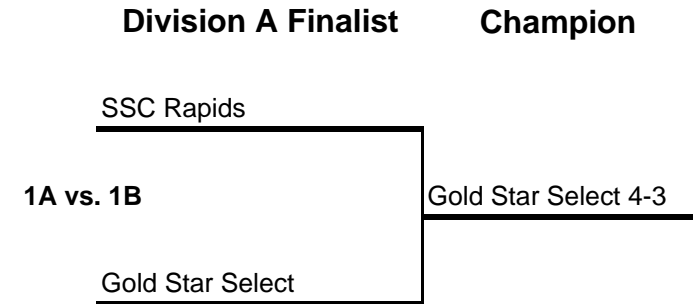 Division A Finalist Champion
SSC Rapids
1A vs. 1B
Gold Star Select 4-3
Gold Star Select